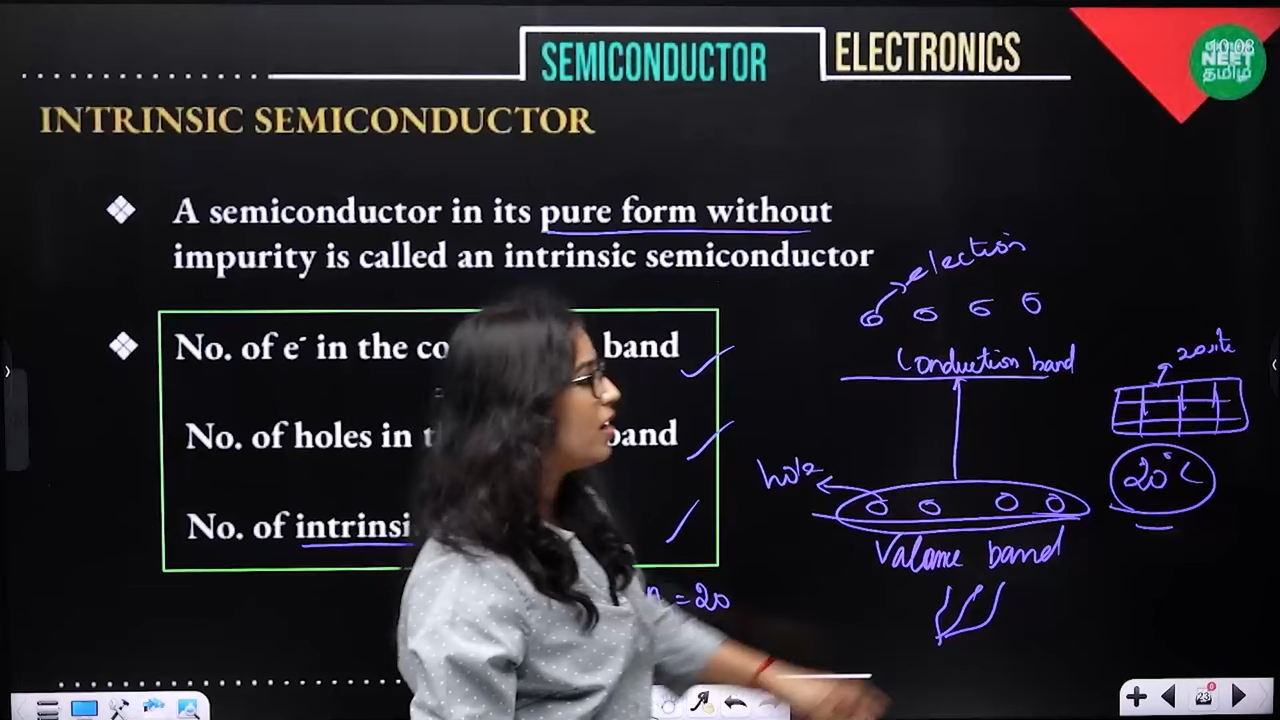 SEMICONDUCTOR
ELECTRONICS
NEET
தமிழ்
INTRINSIC SEMICONDUCTOR
A semiconductor in its pure form without
impurity is called an intrinsic semiconductor
No. of e⁻ in the co band
No. of holes in t band
No. of intrinsi
= 20
electron
Conduction band
hole
Valance band
20°C
23